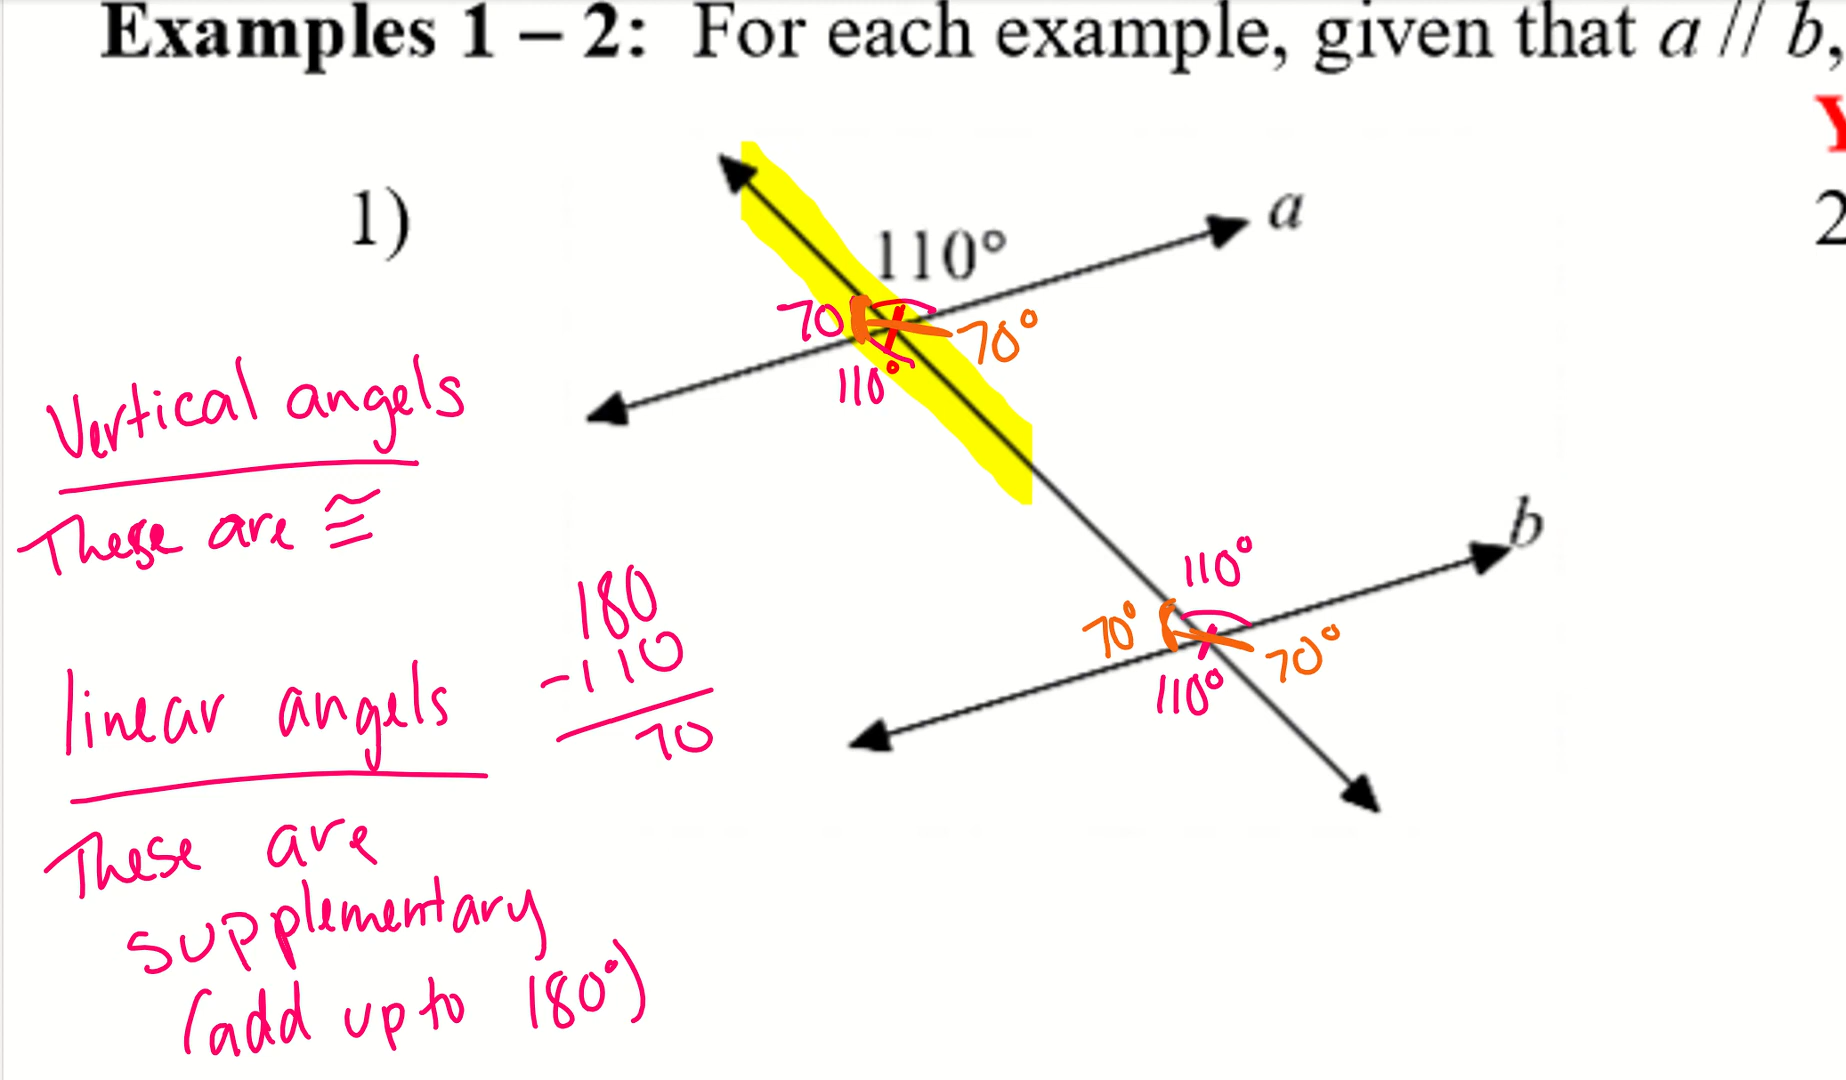 Examples 1 – 2: For each example, given that a // b,
Y
1)
2
a
110°
70
70°
110°
Vertical angels
These are ≅
b
110°
70°
70°
110°
180
-110
70
linear angels
These are
supplementary
(add up to 180°)